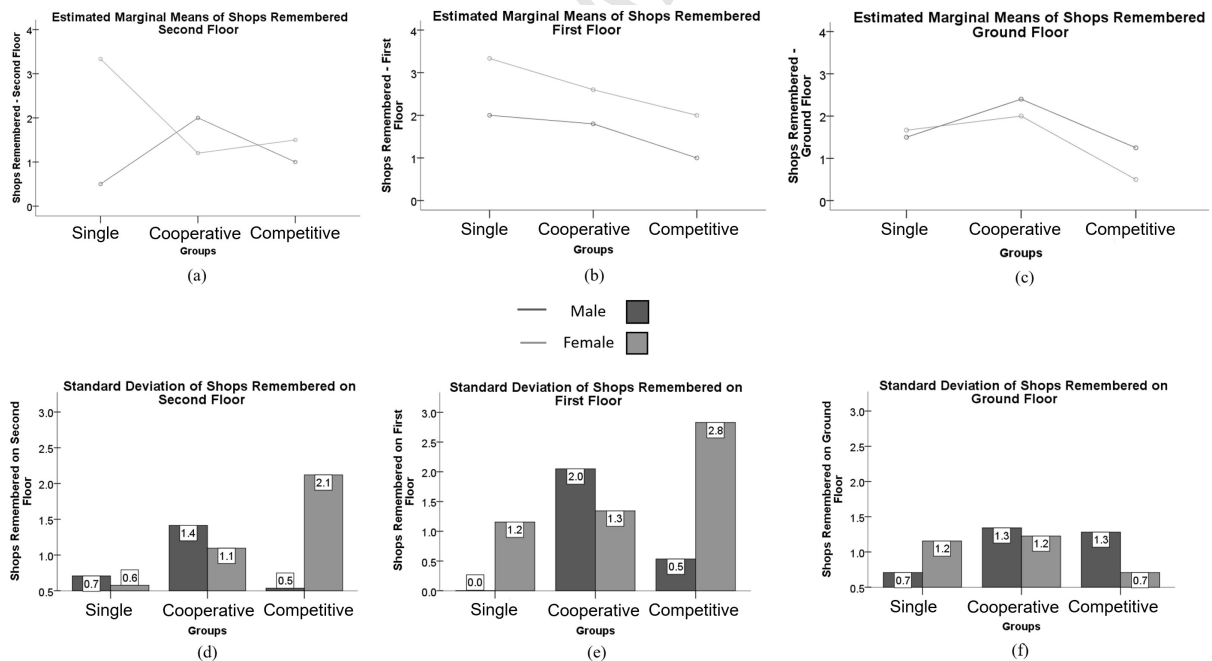 Estimated Marginal Means of Shops Remembered
Second Floor
Shops Remembered - Second Floor
4
3
2
1
0
Single Cooperative Competitive
Groups
(a)
Estimated Marginal Means of Shops Remembered
First Floor
Shops Remembered - First
Floor
4
3
2
1
0
Single Cooperative Competitive
Groups
(b)
Estimated Marginal Means of Shops Remembered
Ground Floor
Shops Remembered -
Ground Floor
4
3
2
1
0
Single Cooperative Competitive
Groups
(c)
Male
Female
Standard Deviation of Shops Remembered on
Second Floor
Shops Remembered on Second
Floor
3.0
2.5
2.0
1.5
1.0
0.5
0.7 0.6 1.4 1.1 0.5 2.1
Single Cooperative Competitive
Groups
(d)
Standard Deviation of Shops Remembered on
First Floor
Shops Remembered on First
Floor
3.0
2.5
2.0
1.5
1.0
0.5
0.0
0.0 1.2 2.0 1.3 0.5 2.8
Single Cooperative Competitive
Groups
(e)
Standard Deviation of Shops Remembered on
Ground Floor
Shops Remembered on Ground
Floor
3.0
2.5
2.0
1.5
1.0
0.5
0.7 1.2 1.3 1.2 1.3 0.7
Single Cooperative Competitive
Groups
(f)